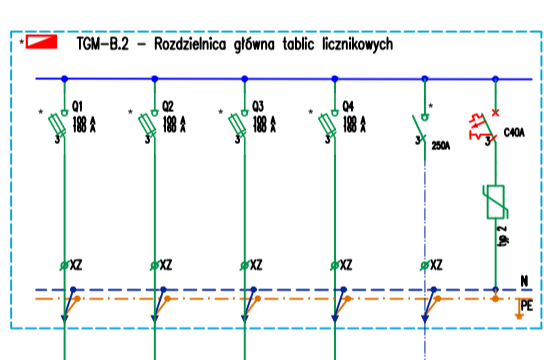 * TGM-B.2 - Rozdzielnica główna tablic licznikowych
* Q1 100 A 160 A 3
* Q2 100 A 160 A 3
* Q3 100 A 160 A 3
* Q4 100 A 160 A 3
* 3 250A
3 C40A
typ 2
XZ XZ XZ XZ XZ
N
PE